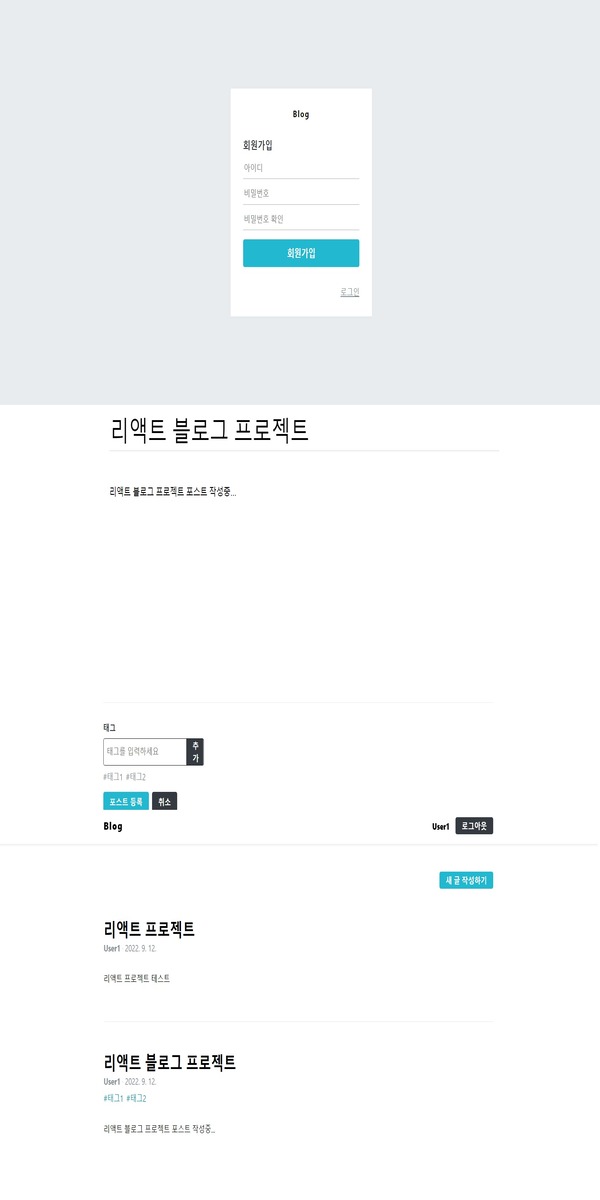 Blog
회원가입
아이디
비밀번호
비밀번호 확인
회원가입
로그인
리액트 블로그 프로젝트
리액트 블로그 프로젝트 포스트 작성중...
태그
태그를 입력하세요
추
가
#태그1 #태그2
포스트 등록 취소
Blog User1 로그아웃
새 글 작성하기
리액트 프로젝트
User1 2022. 9. 12.
리액트 프로젝트 테스트
리액트 블로그 프로젝트
User1 2022. 9. 12.
#태그1 #태그2
리액트 블로그 프로젝트 포스트 작성중...